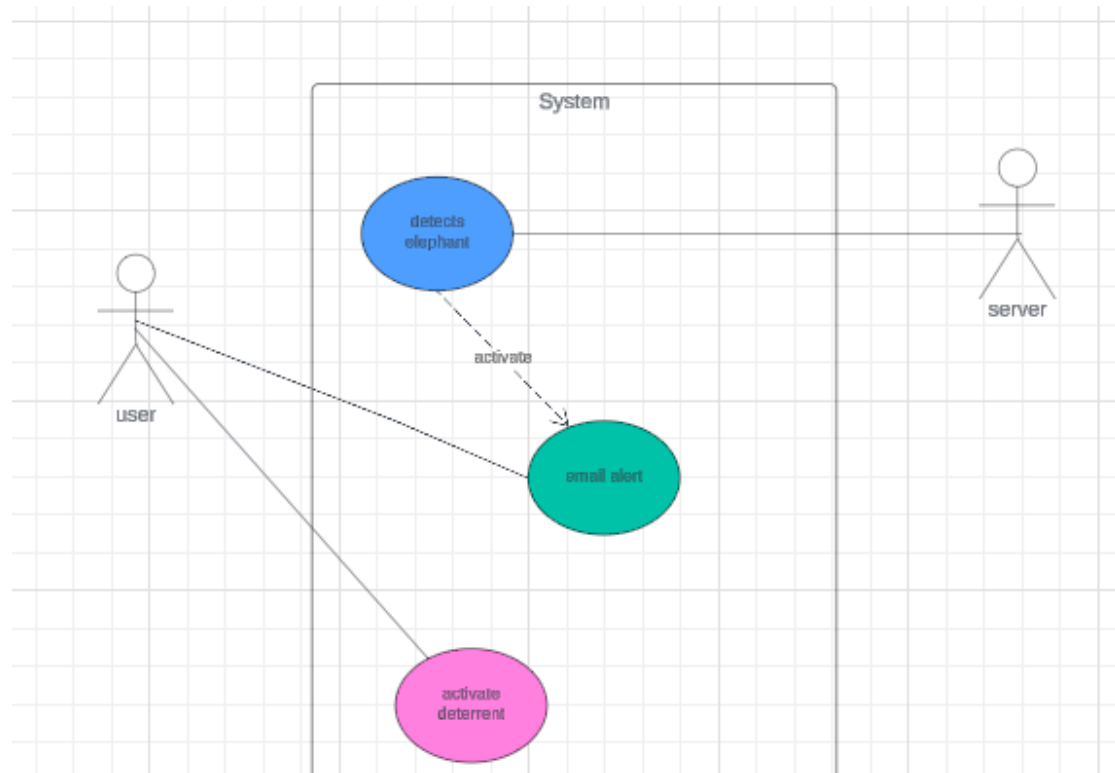 System
detects
elephant
server
activate
user
email alert
activate
deterrent